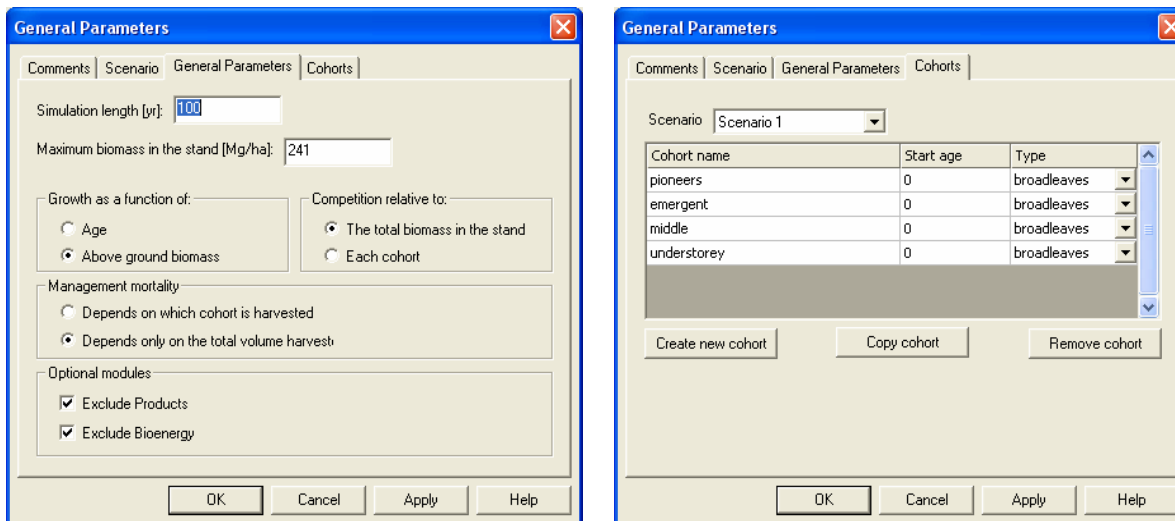 General Parameters
Comments Scenario General Parameters Cohorts
Simulation length [yr]: 100
Maximum biomass in the stand [Mg/ha]: 241
Growth as a function of:
Age
Above ground biomass
Competition relative to:
The total biomass in the stand
Each cohort
Management mortality
Depends on which cohort is harvested
Depends only on the total volume harveste
Optional modules
Exclude Products
Exclude Bioenergy
OK Cancel Apply Help
General Parameters
Comments Scenario General Parameters Cohorts
Scenario Scenario 1
Cohort name Start age Type
pioneers 0 broadleaves
emergent 0 broadleaves
middle 0 broadleaves
understorey 0 broadleaves
Create new cohort Copy cohort Remove cohort
OK Cancel Apply Help